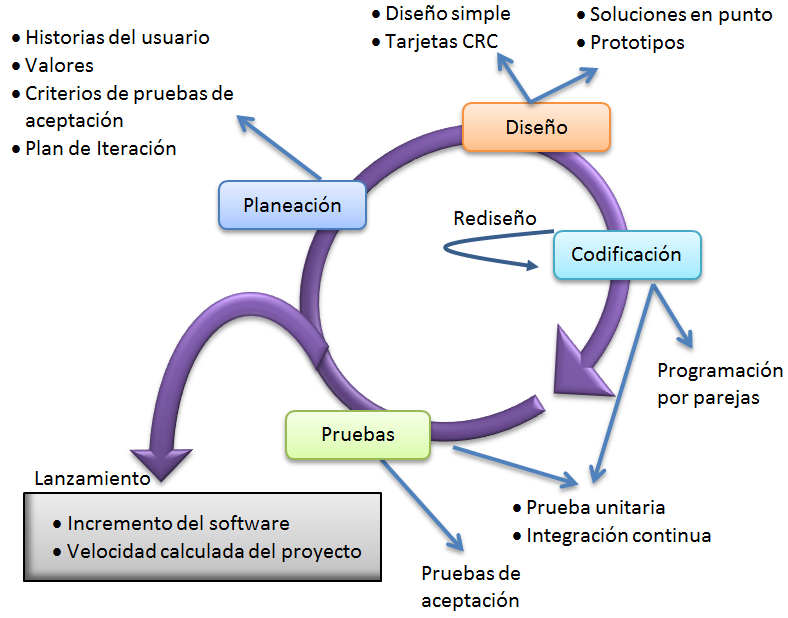 • Diseño simple
• Tarjetas CRC
• Soluciones en punto
• Prototipos
• Historias del usuario
• Valores
• Criterios de pruebas de
aceptación
• Plan de Iteración
Diseño
Planeación
Rediseño
Codificación
Programación
por parejas
Pruebas
Lanzamiento
• Incremento del software
• Velocidad calculada del proyecto
• Prueba unitaria
• Integración continua
Pruebas de
aceptación